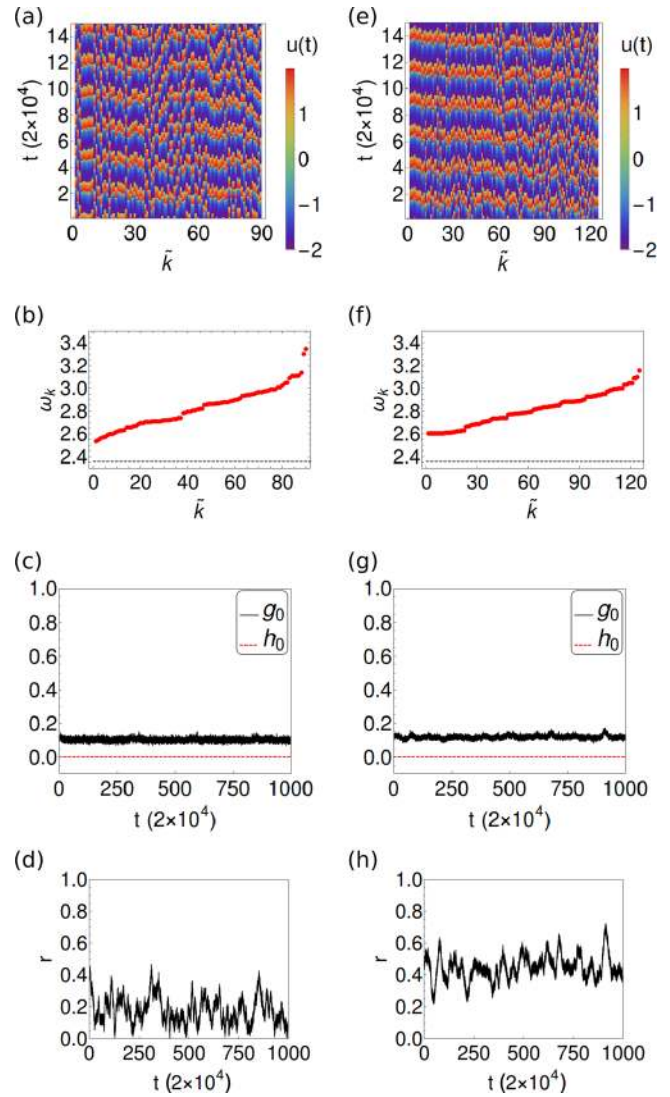 (a)
u(t)
t (2×10⁴)
14
12
10
8
6
4
2
1
0
−1
−2
0 30 60 90
k̃
(e)
u(t)
t (2×10⁴)
14
12
10
8
6
4
2
1
0
−1
−2
0 30 60 90 120
k̃
(b)
ωₖ
3.4
3.2
3.0
2.8
2.6
2.4
0 20 40 60 80
k̃
(f)
ωₖ
3.4
3.2
3.0
2.8
2.6
2.4
0 30 60 90 120
k̃
(c)
1.0
0.8
0.6
0.4
0.2
0.0
g₀
h₀
0 250 500 750 1000
t (2×10⁴)
(g)
1.0
0.8
0.6
0.4
0.2
0.0
g₀
h₀
0 250 500 750 1000
t (2×10⁴)
(d)
r
1.0
0.8
0.6
0.4
0.2
0.0
0 250 500 750 1000
t (2×10⁴)
(h)
r
1.0
0.8
0.6
0.4
0.2
0.0
0 250 500 750 1000
t (2×10⁴)